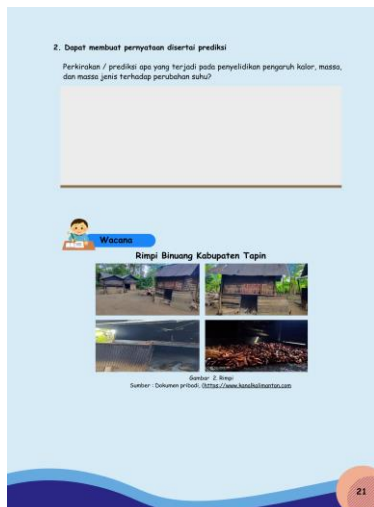 2. Dapat membuat pernyataan disertai prediksi
Perkirakan / prediksi apa yang terjadi pada penyelidikan pengaruh kalor, massa,
dan massa jenis terhadap perubahan suhu?
Wacana
Rimpi Binuang Kabupaten Tapin
Gambar 2. Rimpi
Sumber : Dokumen pribadi, (https://www.kanalkalimantan.com
21